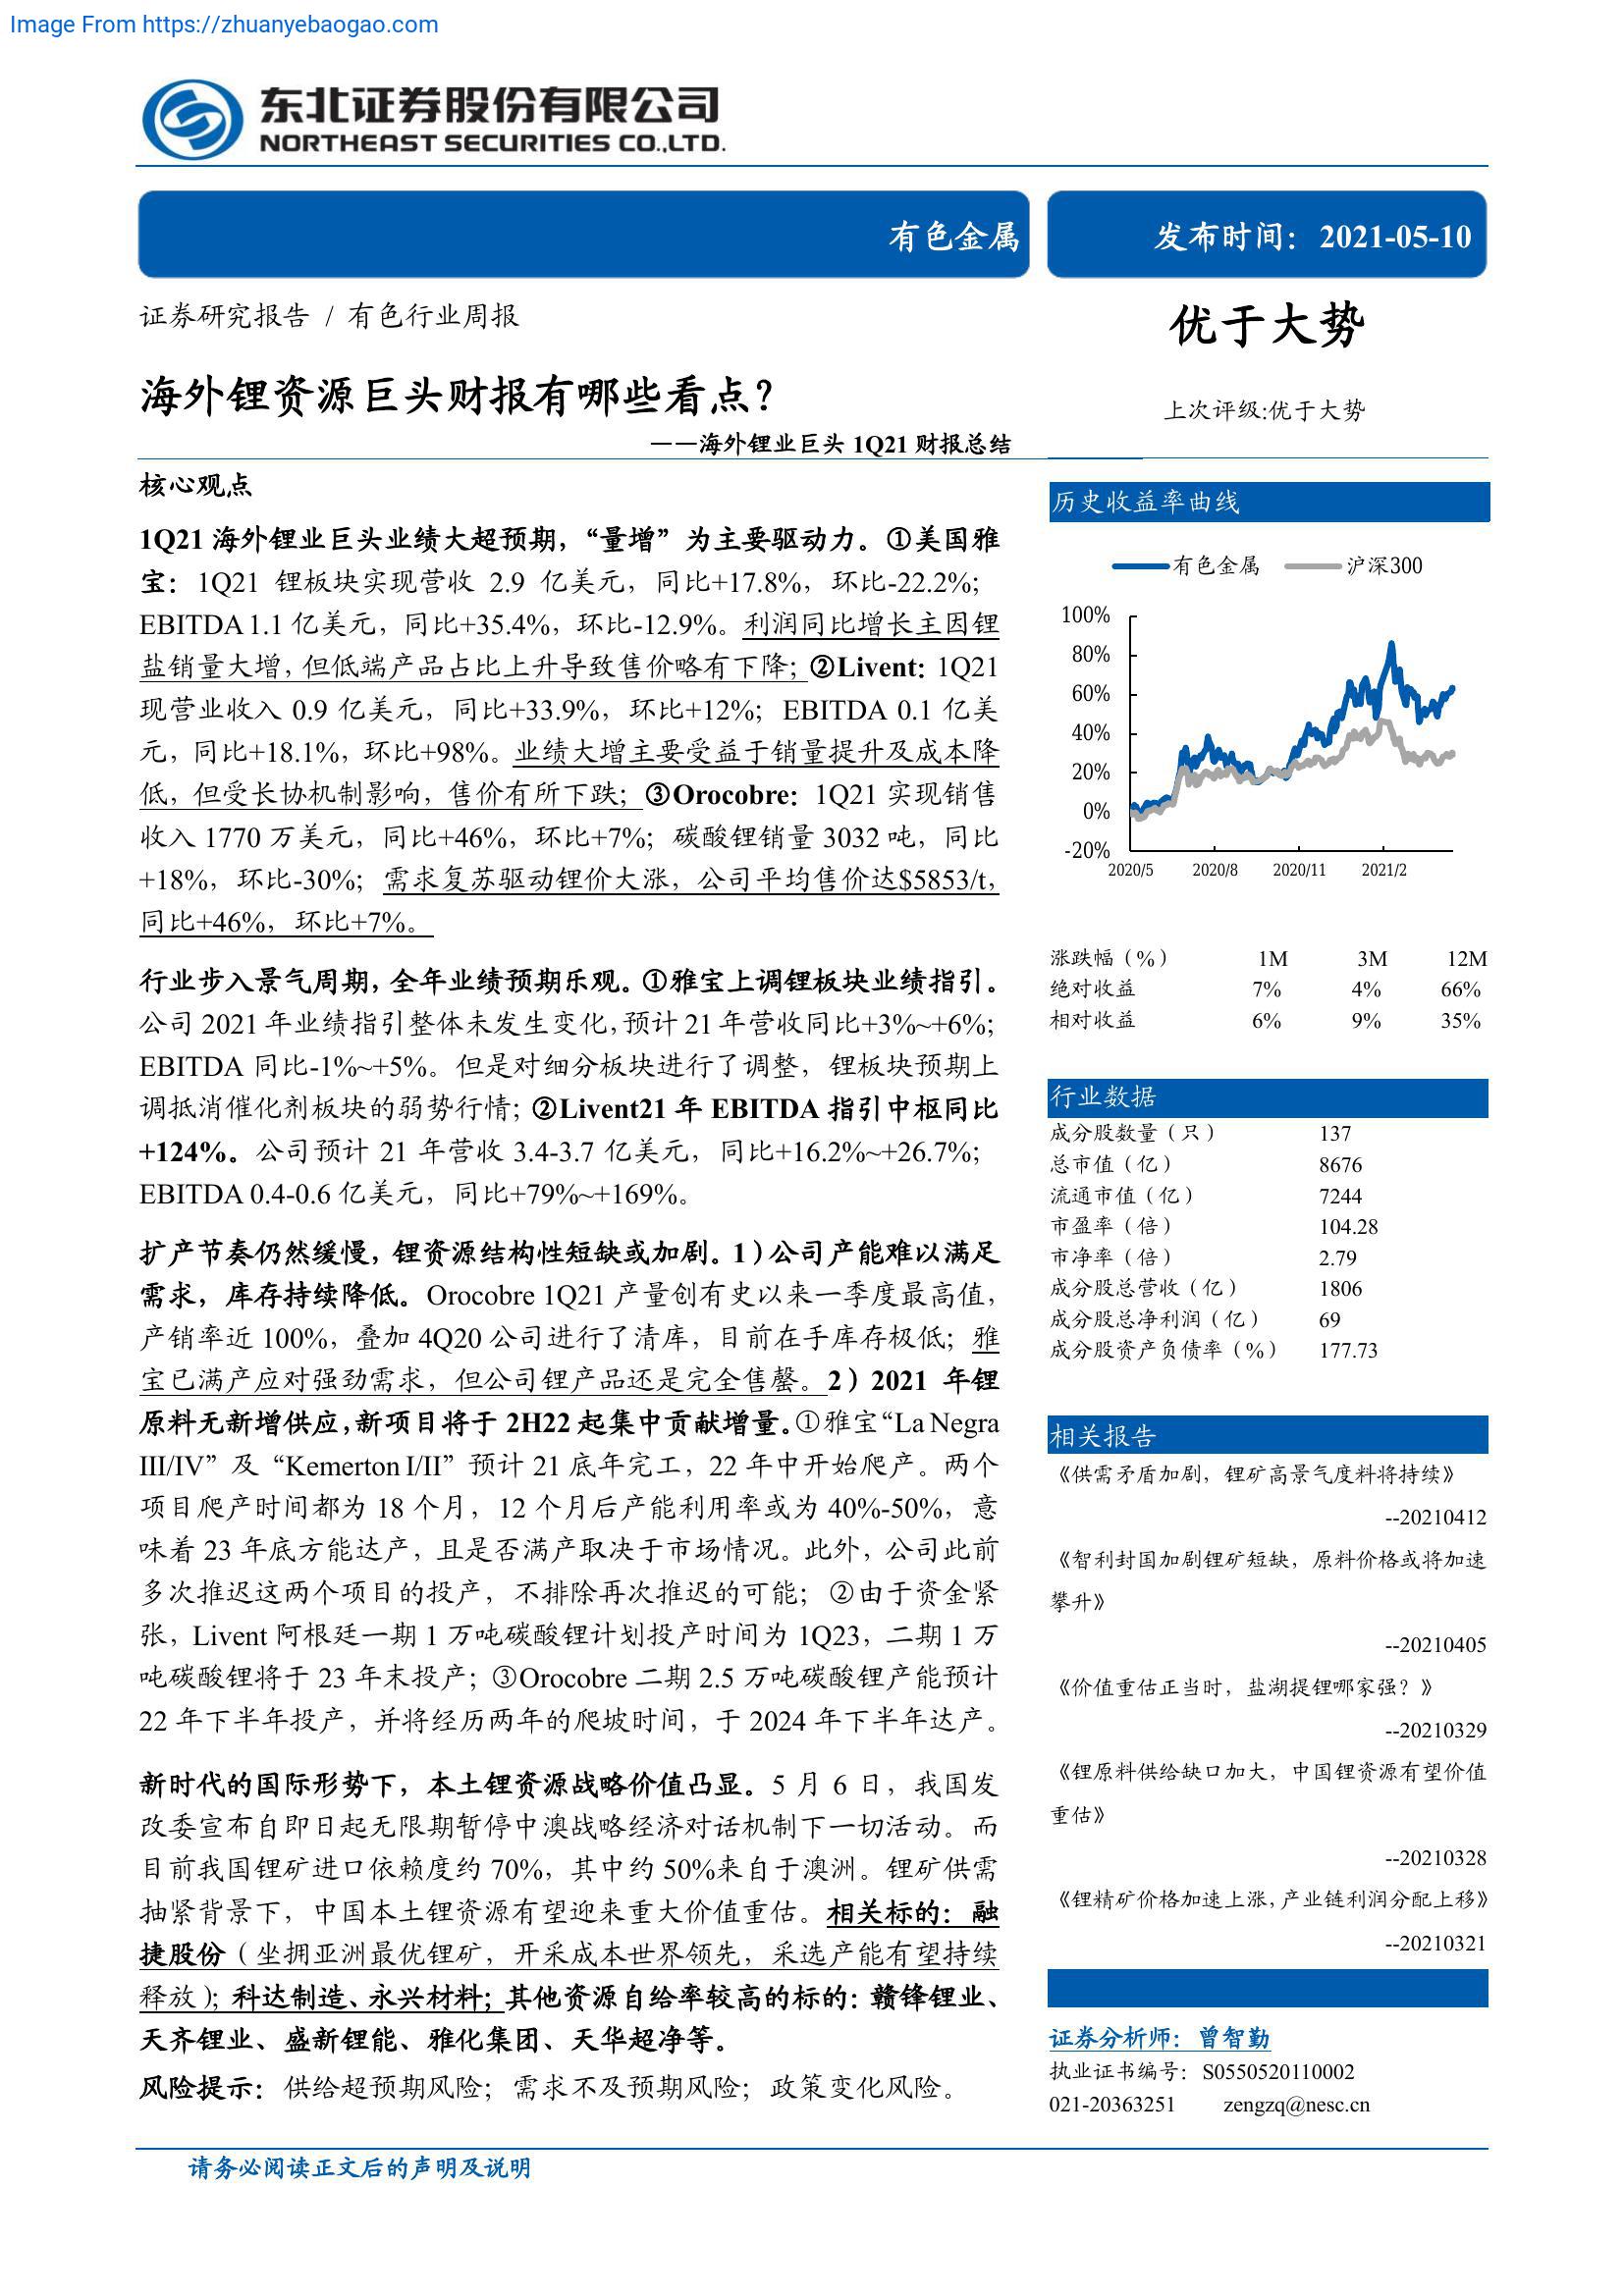 Image From https://zhuanyebaogao.com
东北证券股份有限公司
NORTHEAST SECURITIES CO.,LTD.
有色金属
发布时间：2021-05-10
证券研究报告 / 有色行业周报
海外锂资源巨头财报有哪些看点？
——海外锂业巨头 1Q21 财报总结
核心观点
1Q21 海外锂业巨头业绩大超预期，“量增”为主要驱动力。①美国雅
宝：1Q21 锂板块实现营收 2.9 亿美元，同比+17.8%，环比-22.2%；
EBITDA 1.1 亿美元，同比+35.4%，环比-12.9%。利润同比增长主因锂
盐销量大增，但低端产品占比上升导致售价略有下降；②Livent：1Q21
现营业收入 0.9 亿美元，同比+33.9%，环比+12%；EBITDA 0.1 亿美
元，同比+18.1%，环比+98%。业绩大增主要受益于销量提升及成本降
低，但受长协机制影响，售价有所下跌；③Orocobre：1Q21 实现销售
收入 1770 万美元，同比+46%，环比+7%；碳酸锂销量 3032 吨，同比
+18%，环比-30%；需求复苏驱动锂价大涨，公司平均售价达$5853/t，
同比+46%，环比+7%。
行业步入景气周期，全年业绩预期乐观。①雅宝上调锂板块业绩指引。
公司 2021 年业绩指引整体未发生变化，预计 21 年营收同比+3%~+6%；
EBITDA 同比-1%~+5%。但是对细分板块进行了调整，锂板块预期上
调抵消催化剂板块的弱势行情；②Livent21 年 EBITDA 指引中枢同比
+124%。公司预计 21 年营收 3.4-3.7 亿美元，同比+16.2%~+26.7%；
EBITDA 0.4-0.6 亿美元，同比+79%~+169%。
扩产节奏仍然缓慢，锂资源结构性短缺或加剧。1）公司产能难以满足
需求，库存持续降低。Orocobre 1Q21 产量创有史以来一季度最高值，
产销率近 100%，叠加 4Q20 公司进行了清库，目前在手库存极低；雅
宝已满产应对强劲需求，但公司锂产品还是完全售罄。2）2021 年锂
原料无新增供应，新项目将于 2H22 起集中贡献增量。①雅宝“La Negra
III/IV”及“Kemerton I/II”预计 21 底年完工，22 年中开始爬产。两个
项目爬产时间都为 18 个月，12 个月后产能利用率或为 40%-50%，意
味着 23 年底方能达产，且是否满产取决于市场情况。此外，公司此前
多次推迟这两个项目的投产，不排除再次推迟的可能；②由于资金紧
张，Livent 阿根廷一期 1 万吨碳酸锂计划投产时间为 1Q23，二期 1 万
吨碳酸锂将于 23 年末投产；③Orocobre 二期 2.5 万吨碳酸锂产能预计
22 年下半年投产，并将经历两年的爬坡时间，于 2024 年下半年达产。
新时代的国际形势下，本土锂资源战略价值凸显。5 月 6 日，我国发
改委宣布自即日起无限期暂停中澳战略经济对话机制下一切活动。而
目前我国锂矿进口依赖度约 70%，其中约 50%来自于澳洲。锂矿供需
抽紧背景下，中国本土锂资源有望迎来重大价值重估。相关标的：融
捷股份（坐拥亚洲最优锂矿，开采成本世界领先，采选产能有望持续
释放）；科达制造、永兴材料；其他资源自给率较高的标的：赣锋锂业、
天齐锂业、盛新锂能、雅化集团、天华超净等。
风险提示：供给超预期风险；需求不及预期风险；政策变化风险。
优于大势
上次评级:优于大势
历史收益率曲线
有色金属 沪深300
100%
80%
60%
40%
20%
0%
-20%
2020/5 2020/8 2020/11 2021/2
涨跌幅（%） 1M 3M 12M
绝对收益 7% 4% 66%
相对收益 6% 9% 35%
行业数据
成分股数量（只） 137
总市值（亿） 8676
流通市值（亿） 7244
市盈率（倍） 104.28
市净率（倍） 2.79
成分股总营收（亿） 1806
成分股总净利润（亿） 69
成分股资产负债率（%） 177.73
相关报告
《供需矛盾加剧，锂矿高景气度料将持续》
--20210412
《智利封国加剧锂矿短缺，原料价格或将加速
攀升》
--20210405
《价值重估正当时，盐湖提锂哪家强？》
--20210329
《锂原料供给缺口加大，中国锂资源有望价值
重估》
--20210328
《锂精矿价格加速上涨，产业链利润分配上移》
--20210321
证券分析师：曾智勤
执业证书编号：S0550520110002
021-20363251 zengzq@nesc.cn
请务必阅读正文后的声明及说明